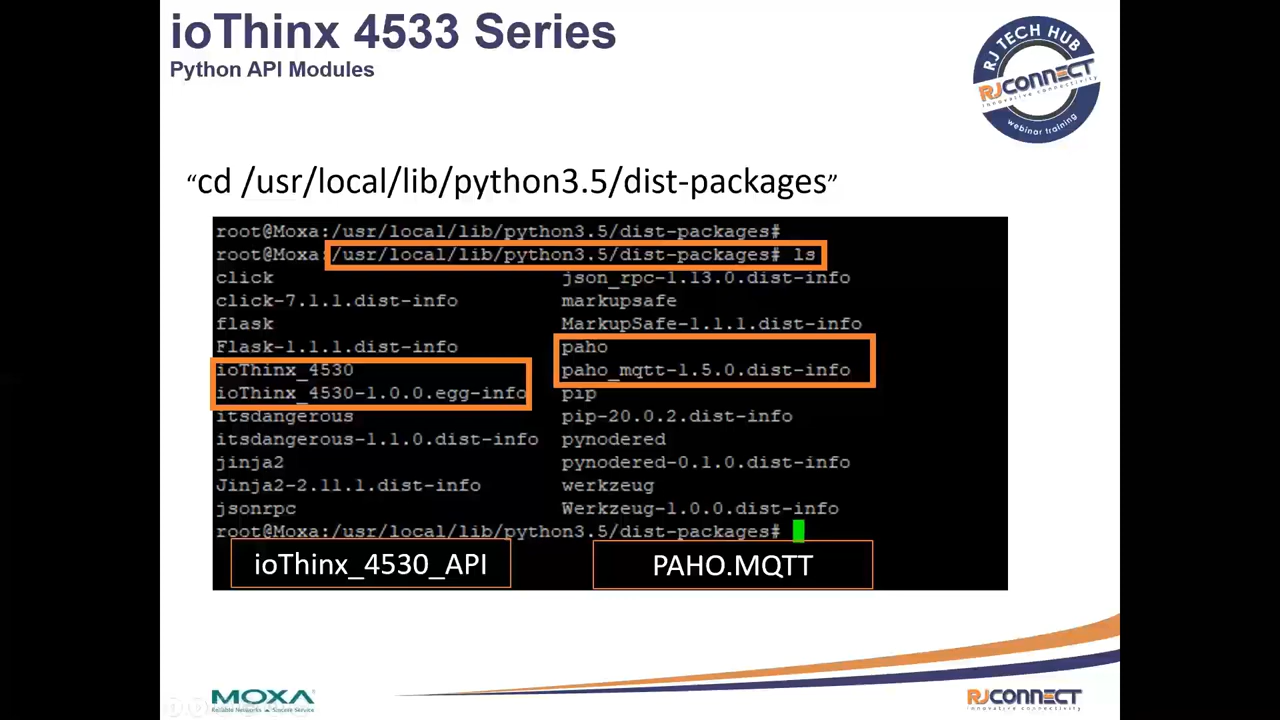 ioThinx 4533 Series
Python API Modules
RJ TECH HUB
RJCONNECT
innovative connectivity
webinar training
“cd /usr/local/lib/python3.5/dist-packages”
root@Moxa:/usr/local/lib/python3.5/dist-packages#
root@Moxa:/usr/local/lib/python3.5/dist-packages# ls
click json_rpc-1.13.0.dist-info
click-7.1.1.dist-info markupsafe
flask MarkupSafe-1.1.1.dist-info
Flask-1.1.1.dist-info paho
ioThinx_4530 paho_mqtt-1.5.0.dist-info
ioThinx_4530-1.0.0.egg-info pip
itsdangerous pip-20.0.2.dist-info
itsdangerous-1.1.0.dist-info pynodered
jinja2 pynodered-0.1.0.dist-info
Jinja2-2.11.1.dist-info werkzeug
jsonrpc Werkzeug-1.0.0.dist-info
root@Moxa:/usr/local/lib/python3.5/dist-packages#
ioThinx_4530_API PAHO.MQTT
MOXA
Reliable Networks Sincere Service
RJCONNECT